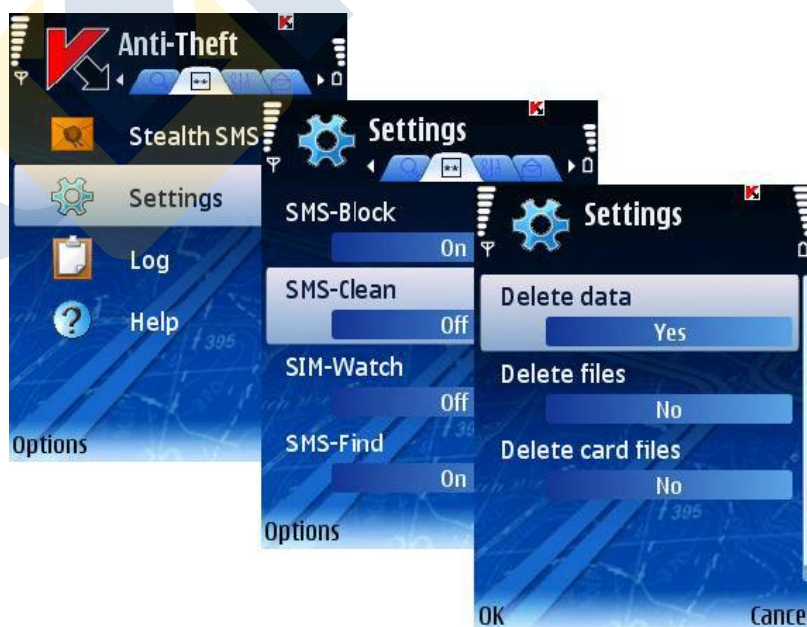 Anti-Theft
Stealth SMS
Settings
Log
Help
Options
Settings
SMS-Block
On
SMS-Clean
Off
SIM-Watch
Off
SMS-Find
On
Options
Settings
Delete data
Yes
Delete files
No
Delete card files
No
OK
Cance